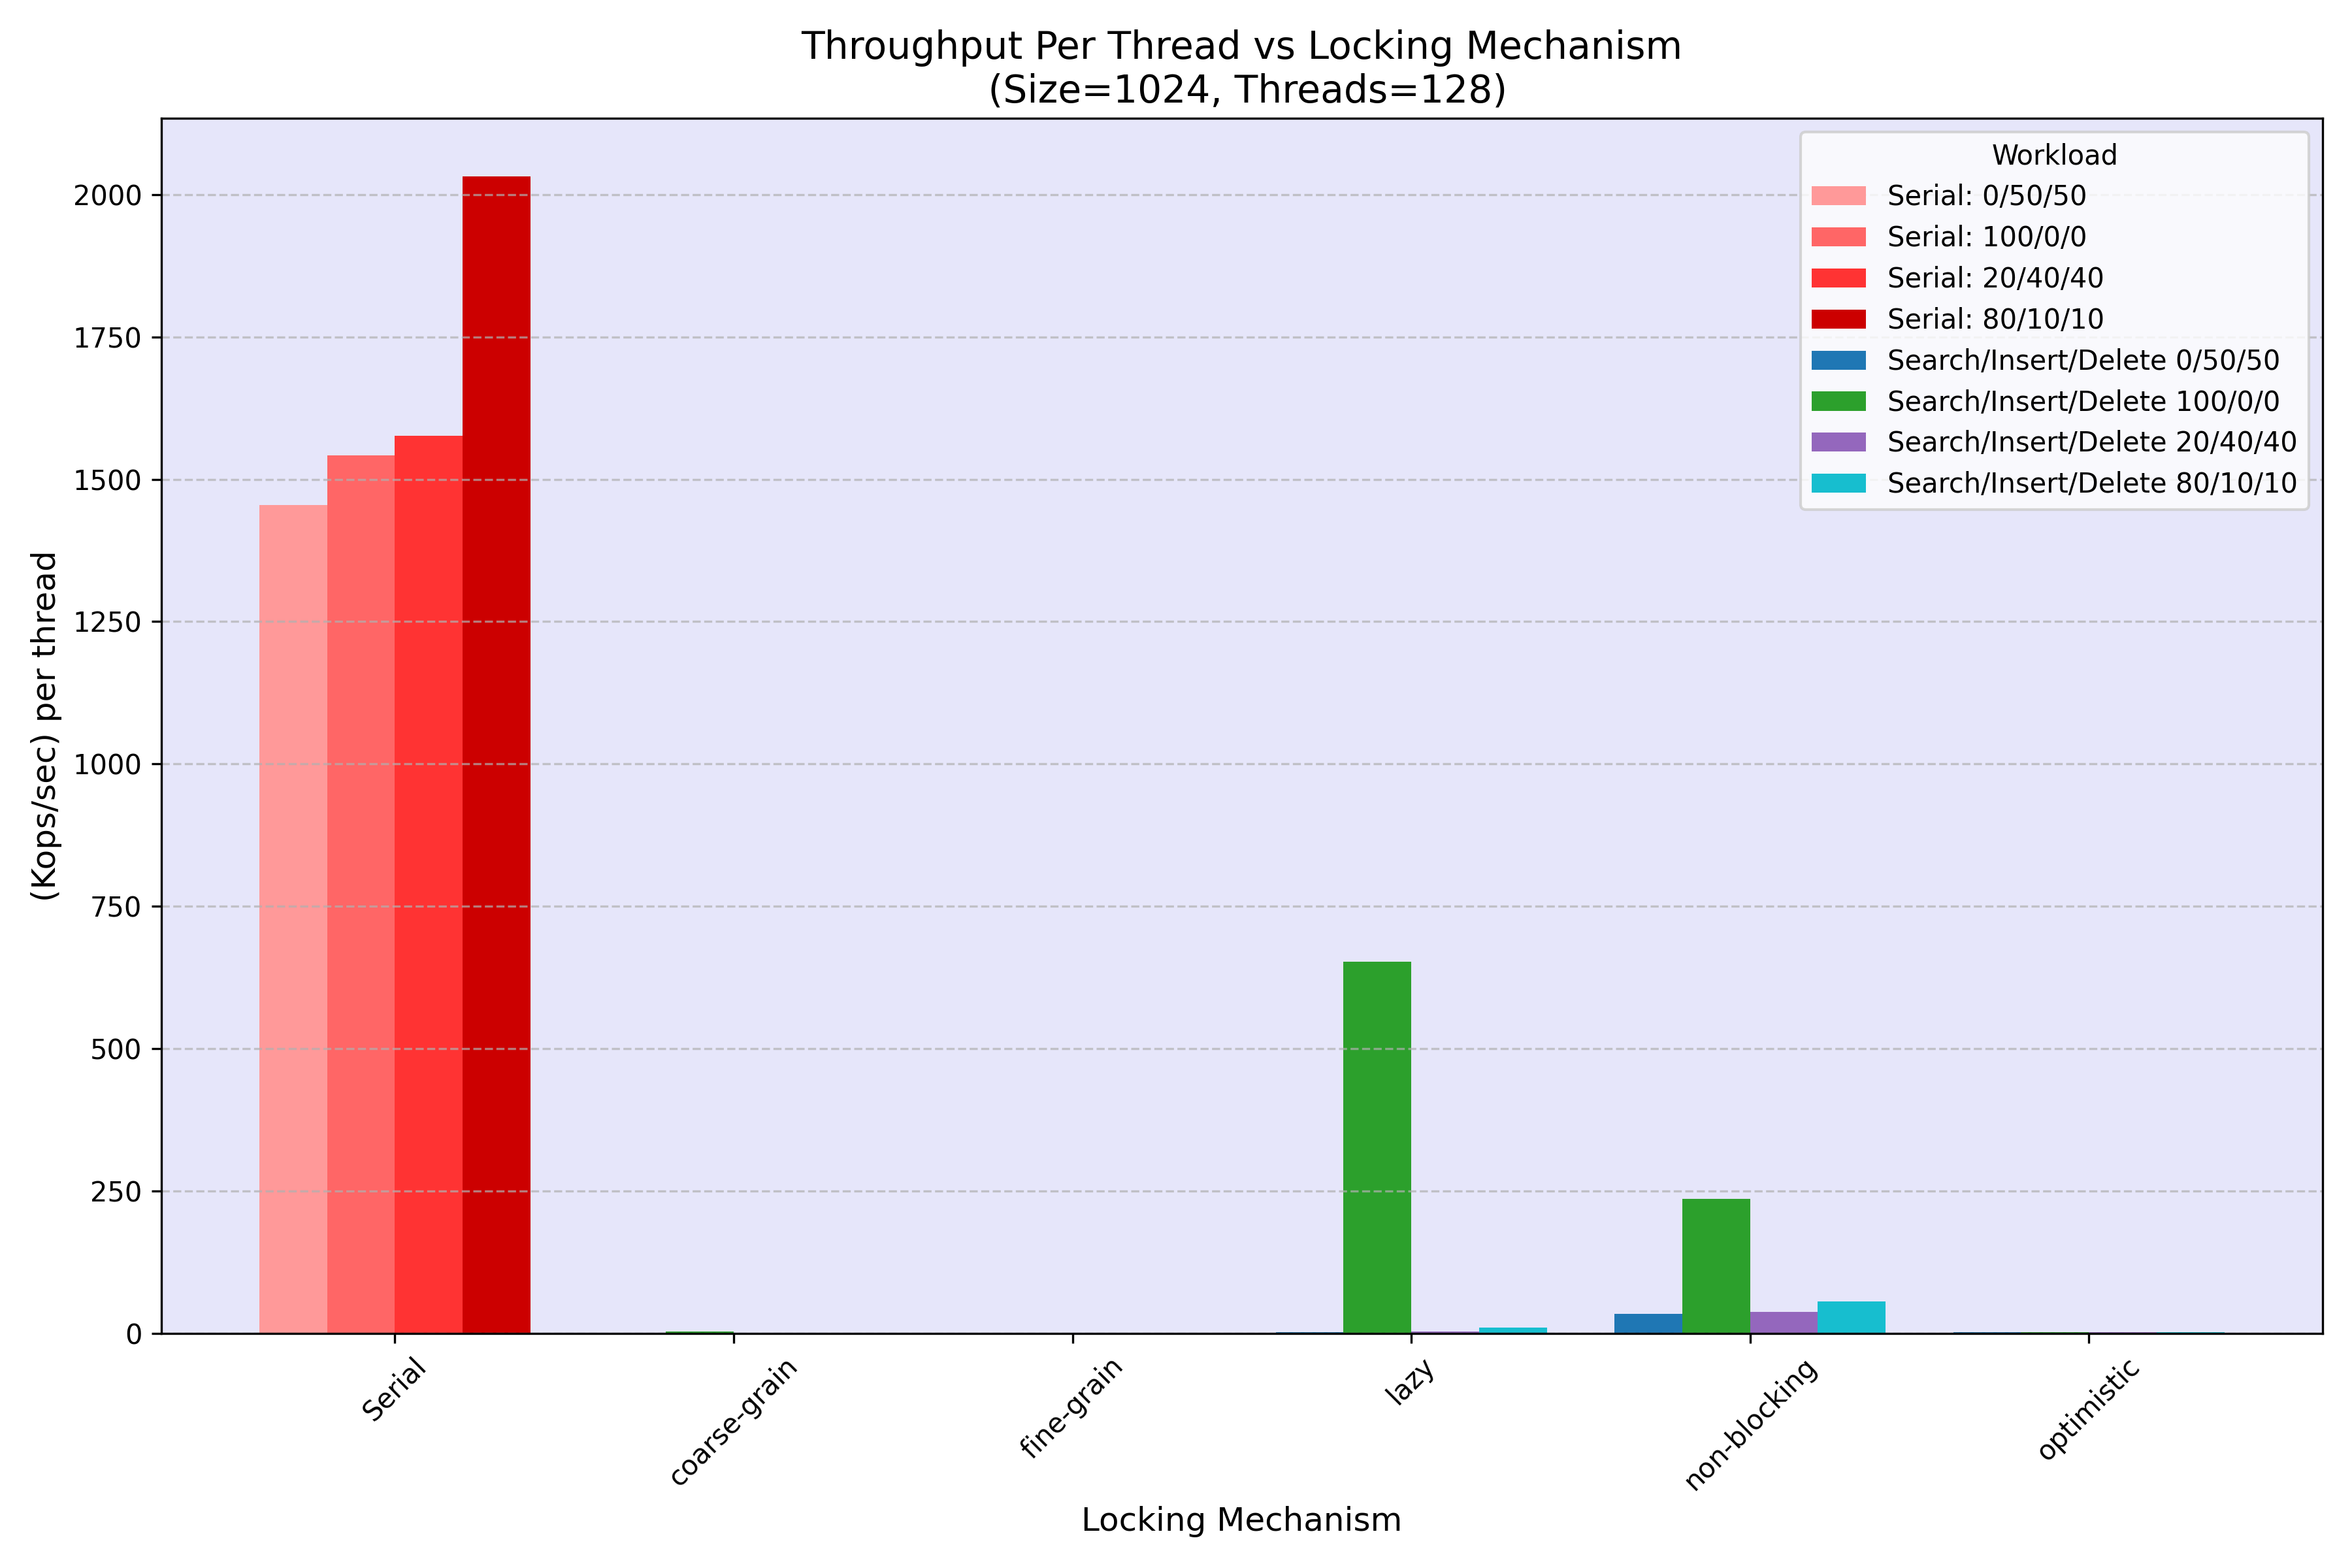 Throughput Per Thread vs Locking Mechanism
(Size=1024, Threads=128)
Workload
Serial: 0/50/50
Serial: 100/0/0
Serial: 20/40/40
Serial: 80/10/10
Search/Insert/Delete 0/50/50
Search/Insert/Delete 100/0/0
Search/Insert/Delete 20/40/40
Search/Insert/Delete 80/10/10
(Kops/sec) per thread
2000
1750
1500
1250
1000
750
500
250
0
Serial
coarse-grain
fine-grain
lazy
non-blocking
optimistic
Locking Mechanism